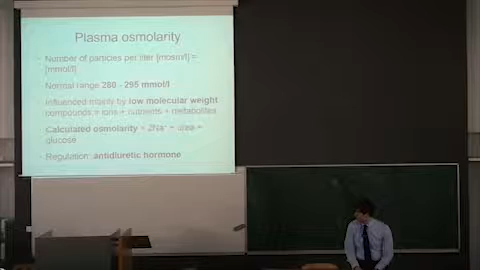 Plasma osmolarity
Number of particles per liter [mosm/l] =
[mmol/l]
Normal range 280 - 295 mmol/l
Influenced mainly by low molecular weight
compounds = ions + nutrients + metabolites
Calculated osmolarity = 2Na⁺ + urea +
glucose
Regulation: antidiuretic hormone